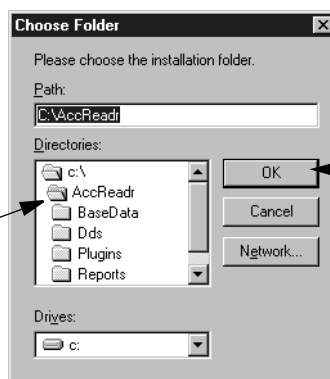 Choose Folder
Please choose the installation folder.
Path:
C:\AccReadr
Directories:
c:\
AccReadr
BaseData
Dds
Plugins
Reports
OK
Cancel
Network...
Drives:
c: